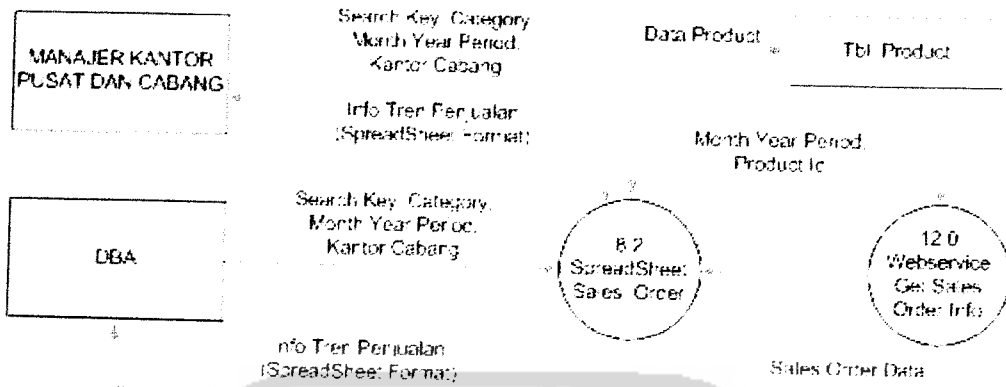 MANAJER KANTOR
PUSAT DAN CABANG
Search Key, Category
Month Year Period,
Kantor Cabang
Info Tren Penjualan
(SpreadSheet Format)
Data Product
Tbl. Product
Month Year Period,
Product Id
DBA
Search Key, Category,
Month Year Period,
Kantor Cabang
8.2
SpreadSheet
Sales Order
12.0
Webservice
Get Sales
Order Info
Info Tren Penjualan
(SpreadSheet Format)
Sales Order Data